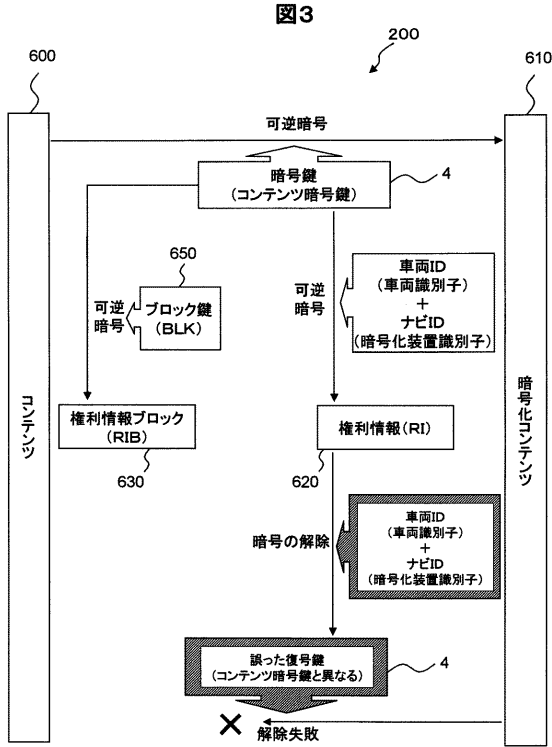 図3
200
600
610
可逆暗号
暗号鍵
(コンテンツ暗号鍵)
4
650
可逆
暗号
ブロック鍵
(BLK)
可逆
暗号
車両ID
(車両識別子)
+
ナビID
(暗号化装置識別子)
コンテンツ
暗号化コンテンツ
権利情報ブロック
(RIB)
630
権利情報(RI)
620
暗号の解除
車両ID
(車両識別子)
+
ナビID
(暗号化装置識別子)
誤った復号鍵
(コンテンツ暗号鍵と異なる)
4
解除失敗